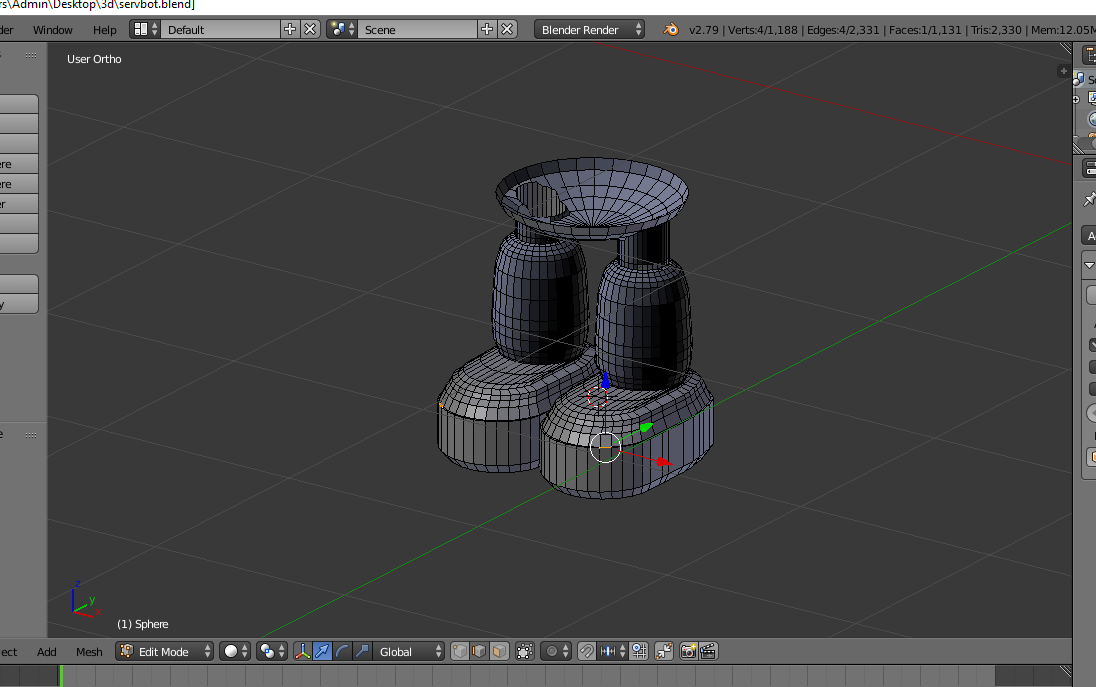 rs\Admin\Desktop\3d\servbot.blend]
der Window Help Default Scene Blender Render v2.79 | Verts:4/1,188 | Edges:4/2,331 | Faces:1/1,131 | Tris:2,330 | Mem:12.05M
User Ortho
ere
ere
er
y
e
z
y
x
(1) Sphere
ect Add Mesh Edit Mode Global